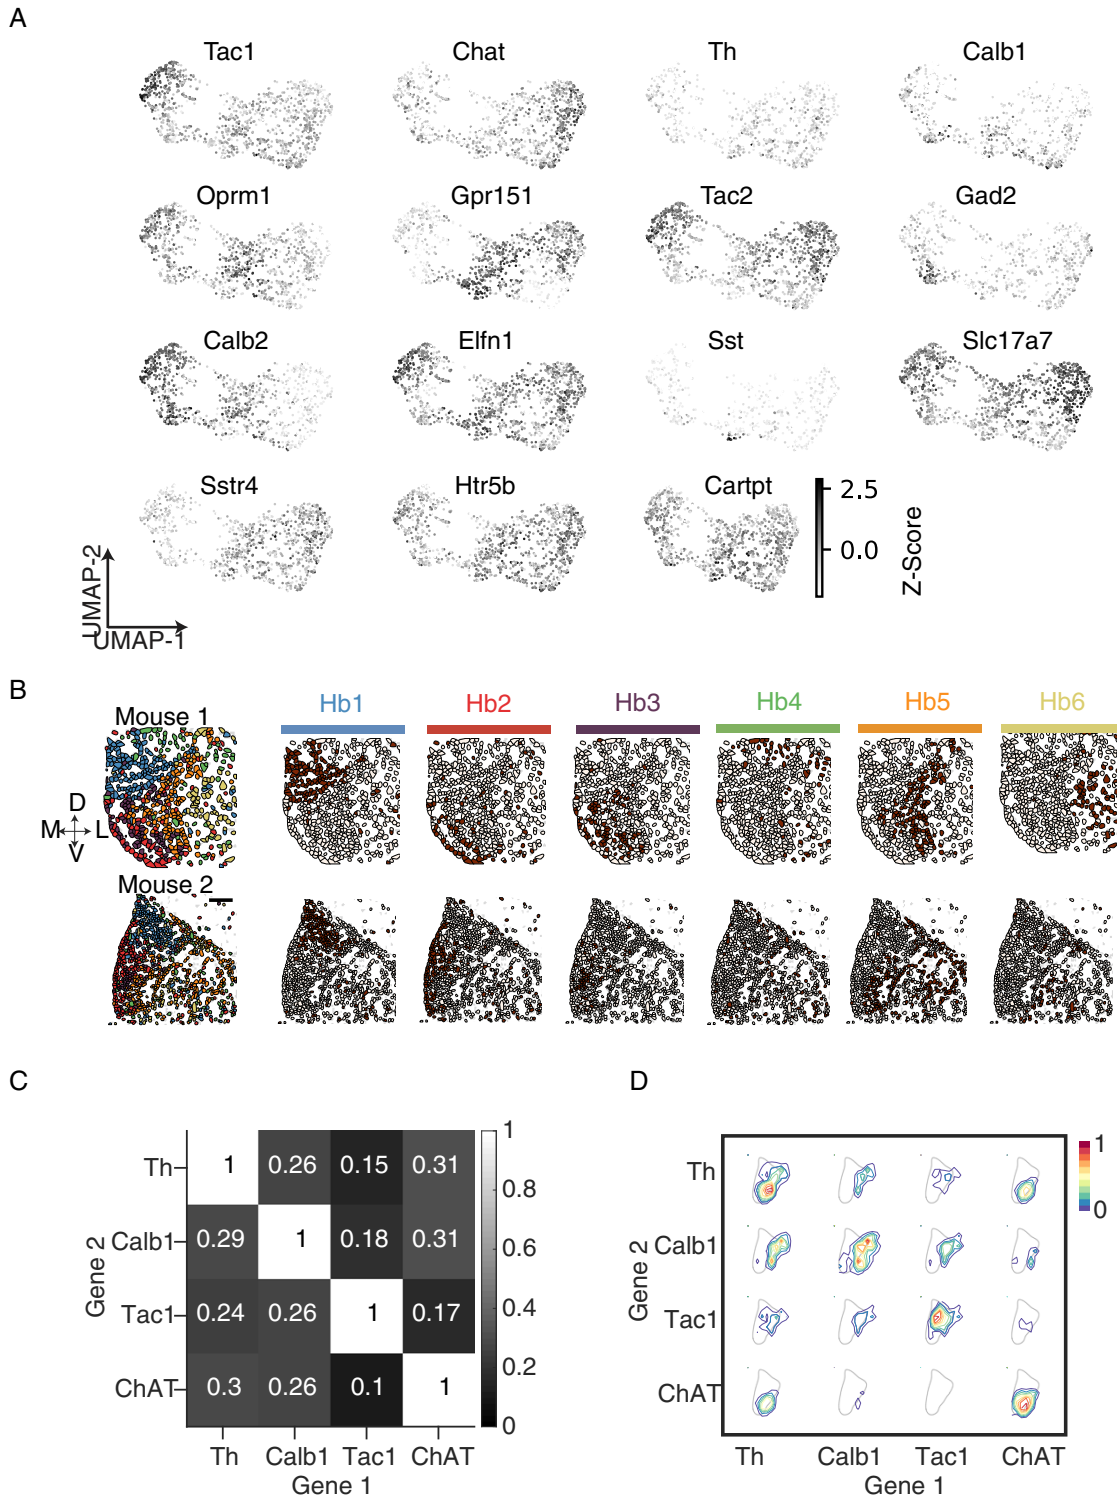 A
Tac1 Chat Th Calb1
Oprm1 Gpr151 Tac2 Gad2
Calb2 Elfn1 Sst Slc17a7
Sstr4 Htr5b Cartpt
2.5
0.0
Z-Score
UMAP-2
UMAP-1
B
Hb1 Hb2 Hb3 Hb4 Hb5 Hb6
Mouse 1
D
M L
V
Mouse 2
C
Th 1 0.26 0.15 0.31
Calb1 0.29 1 0.18 0.31
Tac1 0.24 0.26 1 0.17
ChAT 0.3 0.26 0.1 1
Gene 2
Th Calb1 Tac1 ChAT
Gene 1
1
0.8
0.6
0.4
0.2
0
D
Th
Calb1
Tac1
ChAT
Gene 2
Th Calb1 Tac1 ChAT
Gene 1
1
0